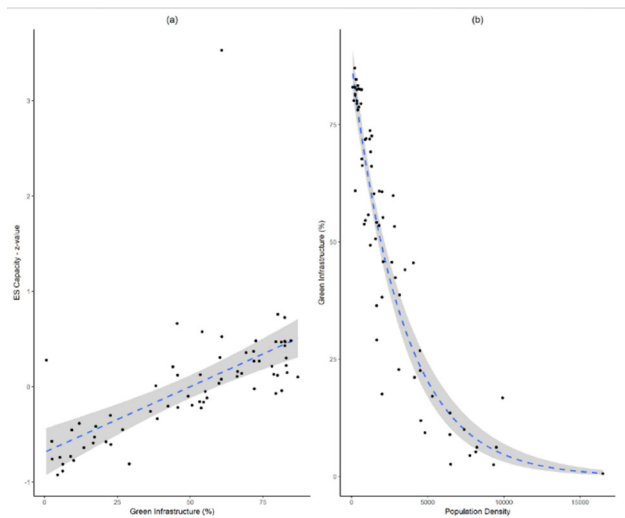 (a)
(b)
ES Capacity - z-value
3
2
1
0
-1
0
25
50
75
Green Infrastructure (%)
Green Infrastructure (%)
75
50
25
0
0
5000
10000
15000
Population Density